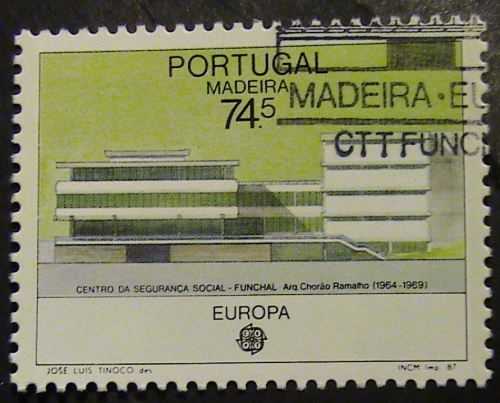 PORTUGAL
MADEIRA
74.5
MADEIRA · EU
CTT FUNC
CENTRO DA SEGURANÇA SOCIAL - FUNCHAL Arq. Chorão Ramalho (1964-1969)
EUROPA
JOSÉ LUIS TINOCO des
INCM Imp. 87